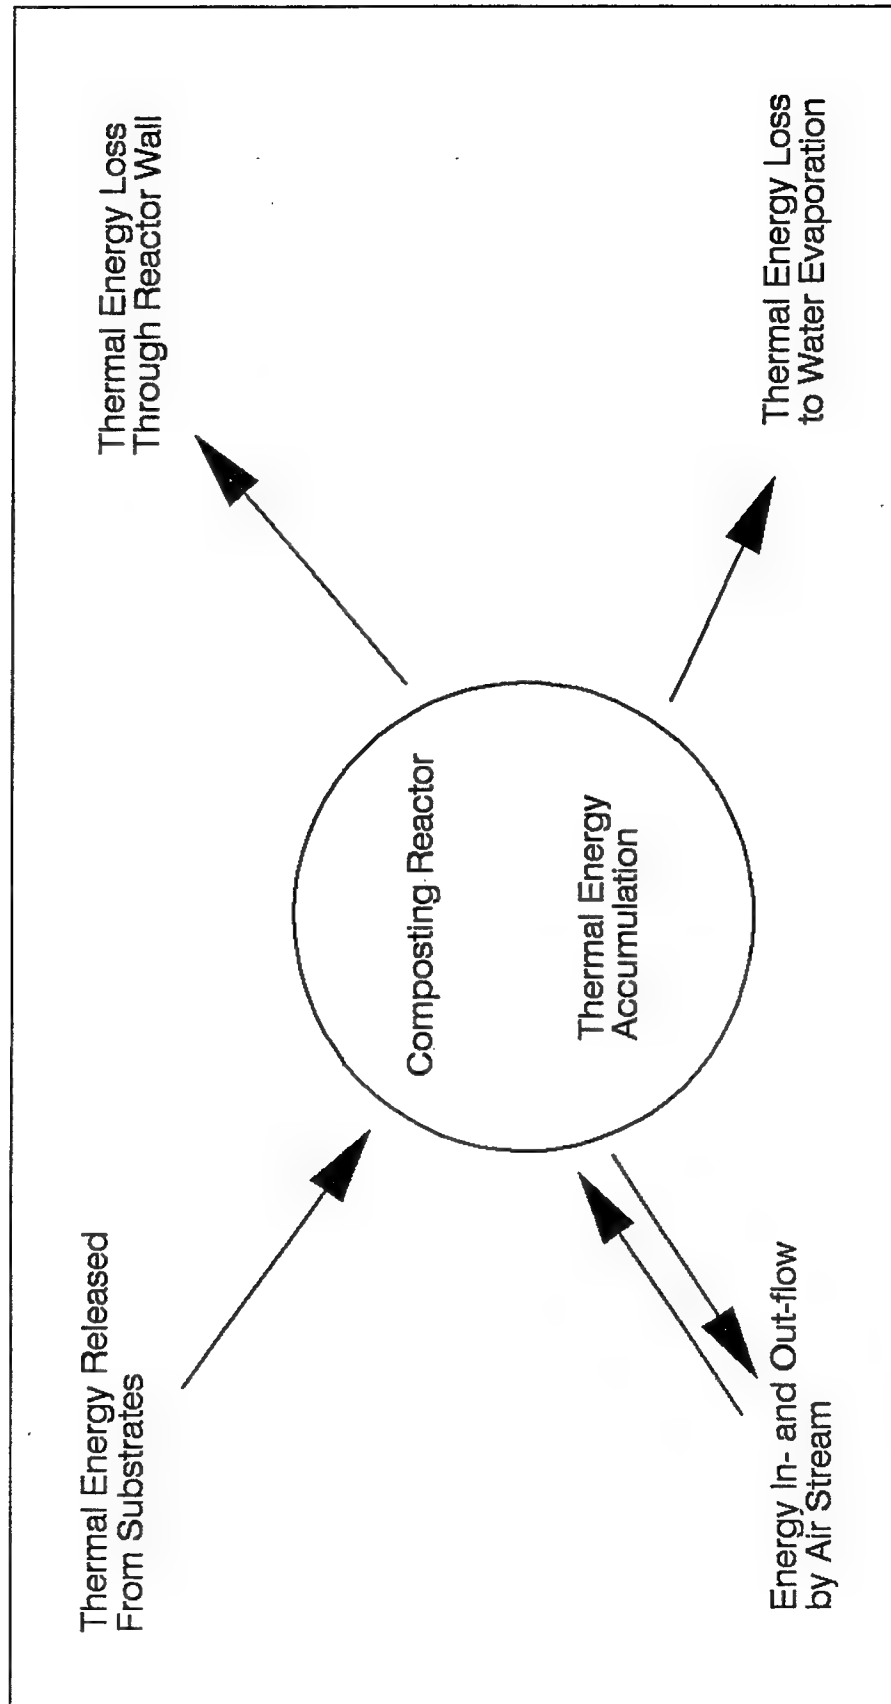 Thermal Energy Released
From Substrates
Thermal Energy Loss
Through Reactor Wall
Composting Reactor
Thermal Energy
Accumulation
Energy In- and Out-flow
by Air Stream
Thermal Energy Loss
to Water Evaporation